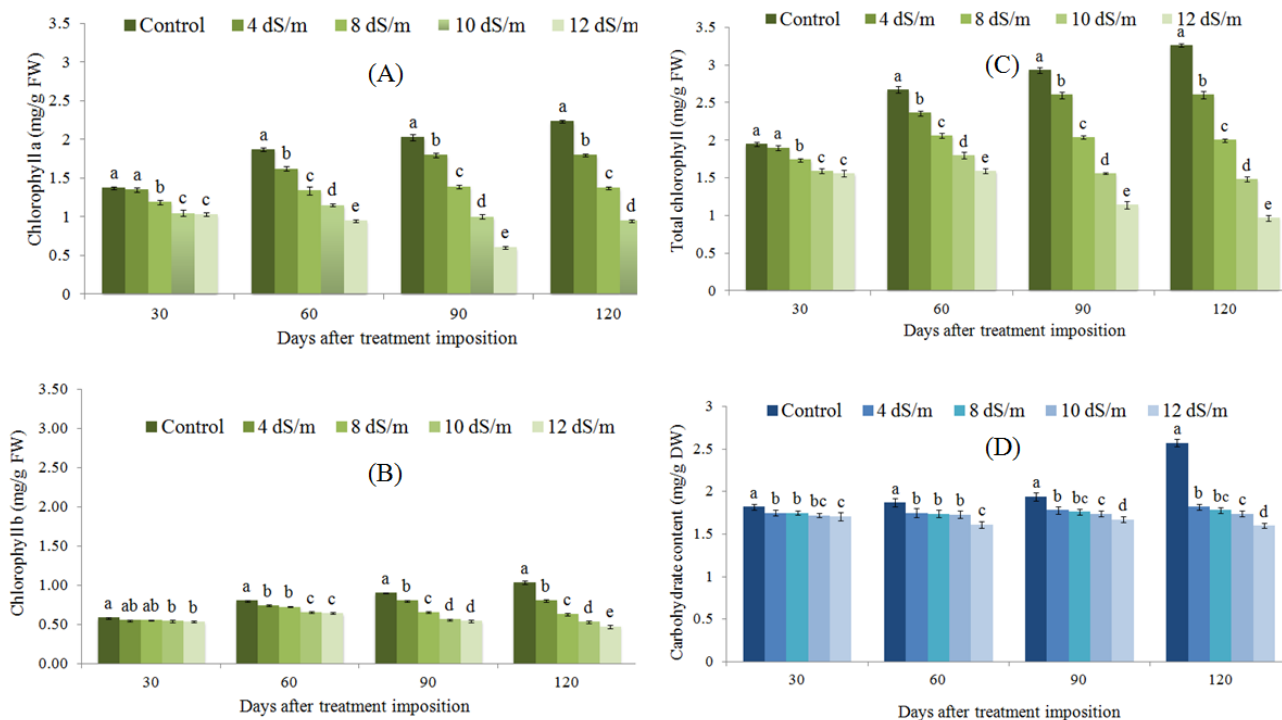 Control 4 dS/m 8 dS/m 10 dS/m 12 dS/m
(A)
Chlorophyll a (mg/g FW)
3.5
3
2.5
2
1.5
1
0.5
0
a a b c c
a b c d e
a b c d e
a b c d
30 60 90 120
Days after treatment imposition
Control 4 dS/m 8 dS/m 10 dS/m 12 dS/m
(C)
Total chlorophyll (mg/g FW)
3.5
3
2.5
2
1.5
1
0.5
0
a a b c c
a b c d e
a b c d e
a b c d e
30 60 90 120
Days after treatment imposition
Control 4 dS/m 8 dS/m 10 dS/m 12 dS/m
(B)
Chlorophyll b (mg/g FW)
3.50
3.00
2.50
2.00
1.50
1.00
0.50
0.00
a ab ab b b
a b b c c
a b c d d
a b c d e
30 60 90 120
Days after treatment imposition
Control 4 dS/m 8 dS/m 10 dS/m 12 dS/m
(D)
Carbohydrate content (mg/g DW)
3
2.5
2
1.5
1
0.5
0
a b b bc c
a b b b c
a b bc c d
a b bc c d
30 60 90 120
Days after treatment imposition